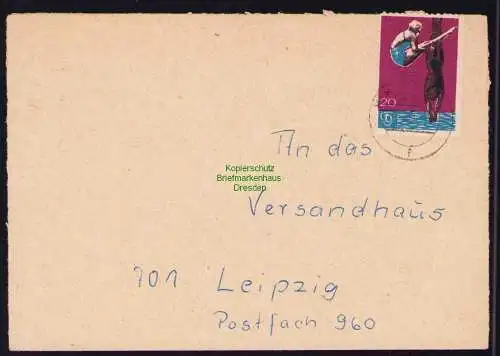 20
An das
Kopierschutz
Briefmarkenhaus
Dresden
Versandhaus
701 Leipzig
Postfach 960